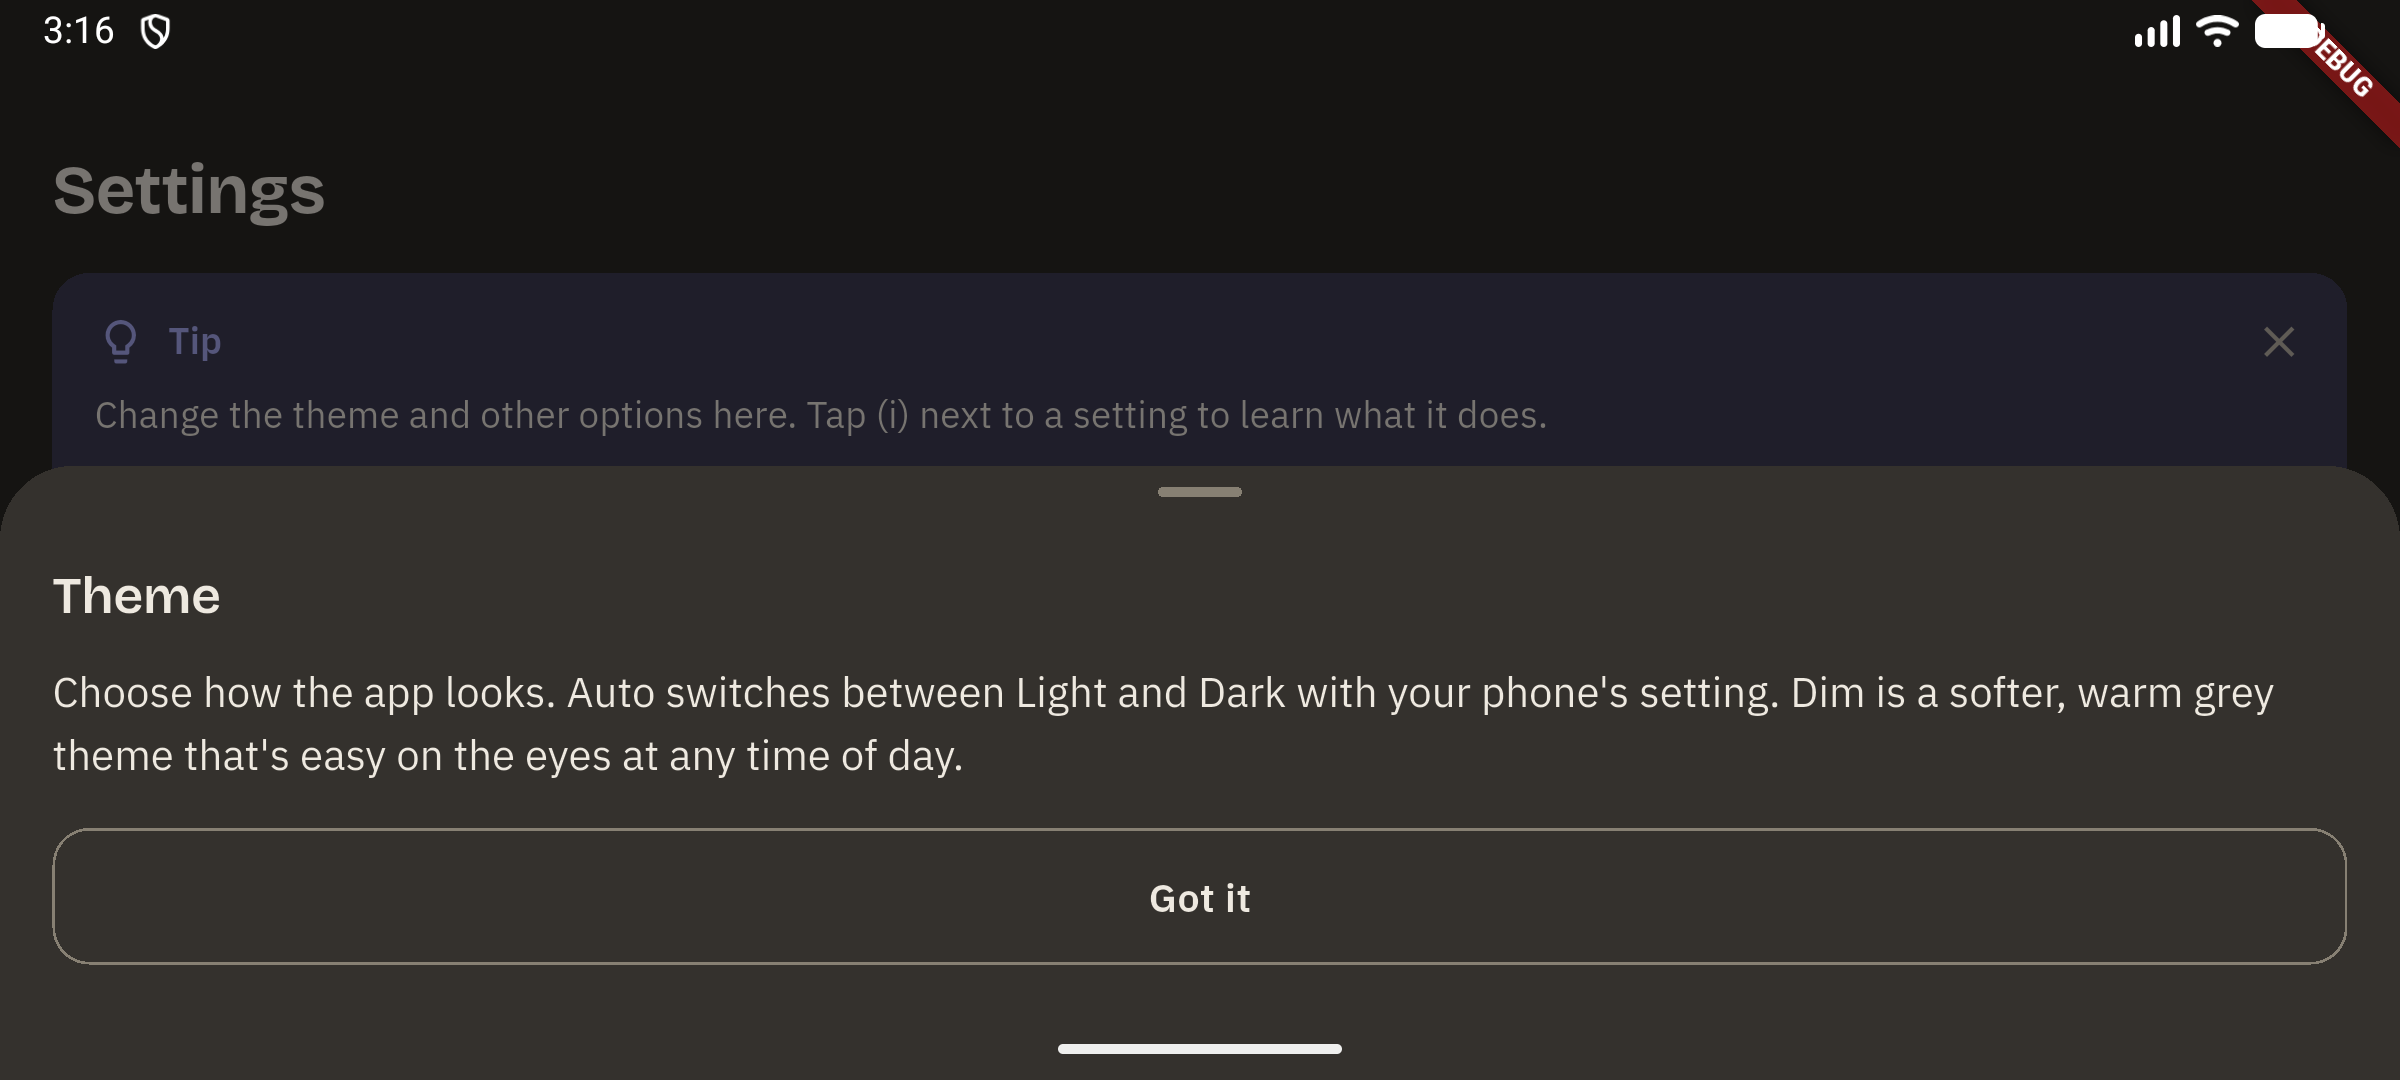 3:16
DEBUG
Settings
Tip
Change the theme and other options here. Tap (i) next to a setting to learn what it does.
Theme
Choose how the app looks. Auto switches between Light and Dark with your phone's setting. Dim is a softer, warm grey
theme that's easy on the eyes at any time of day.
Got it